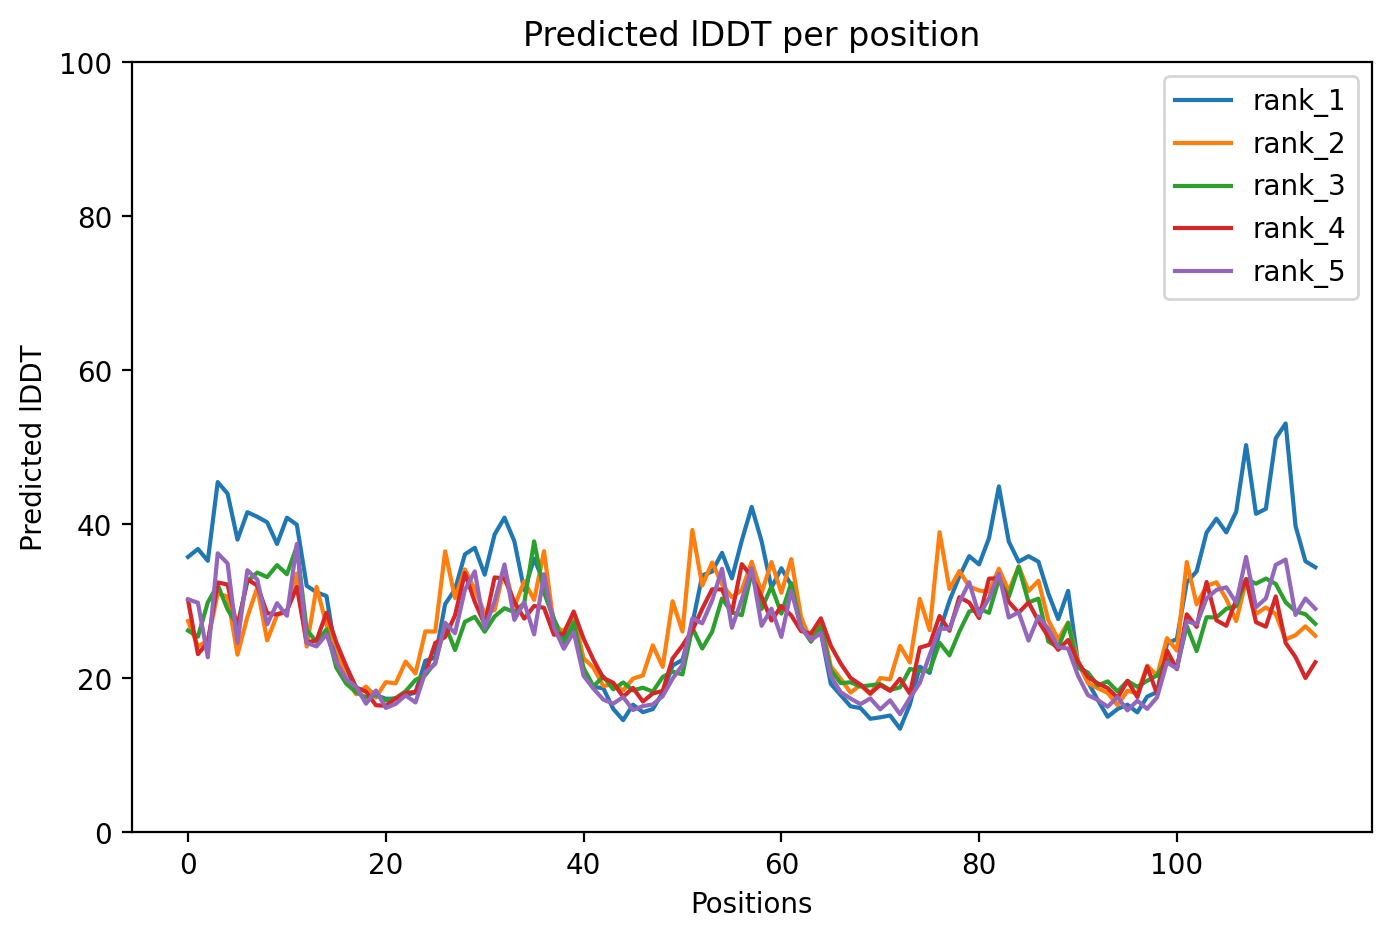 Predicted lDDT per position
100
80
60
40
20
0
Predicted lDDT
rank_1
rank_2
rank_3
rank_4
rank_5
0 20 40 60 80 100
Positions